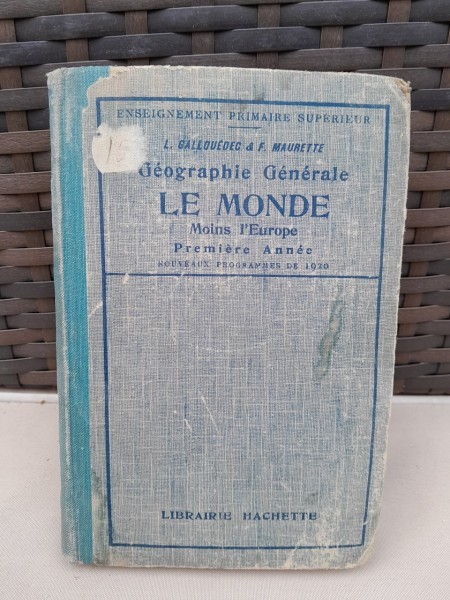 ENSEIGNEMENT PRIMAIRE SUPÉRIEUR
L. GALLOUÉDEC & F. MAURETTE
15
Géographie Générale
LE MONDE
Moins l'Europe
Première Année
NOUVEAUX PROGRAMMES DE 1920
LIBRAIRIE HACHETTE